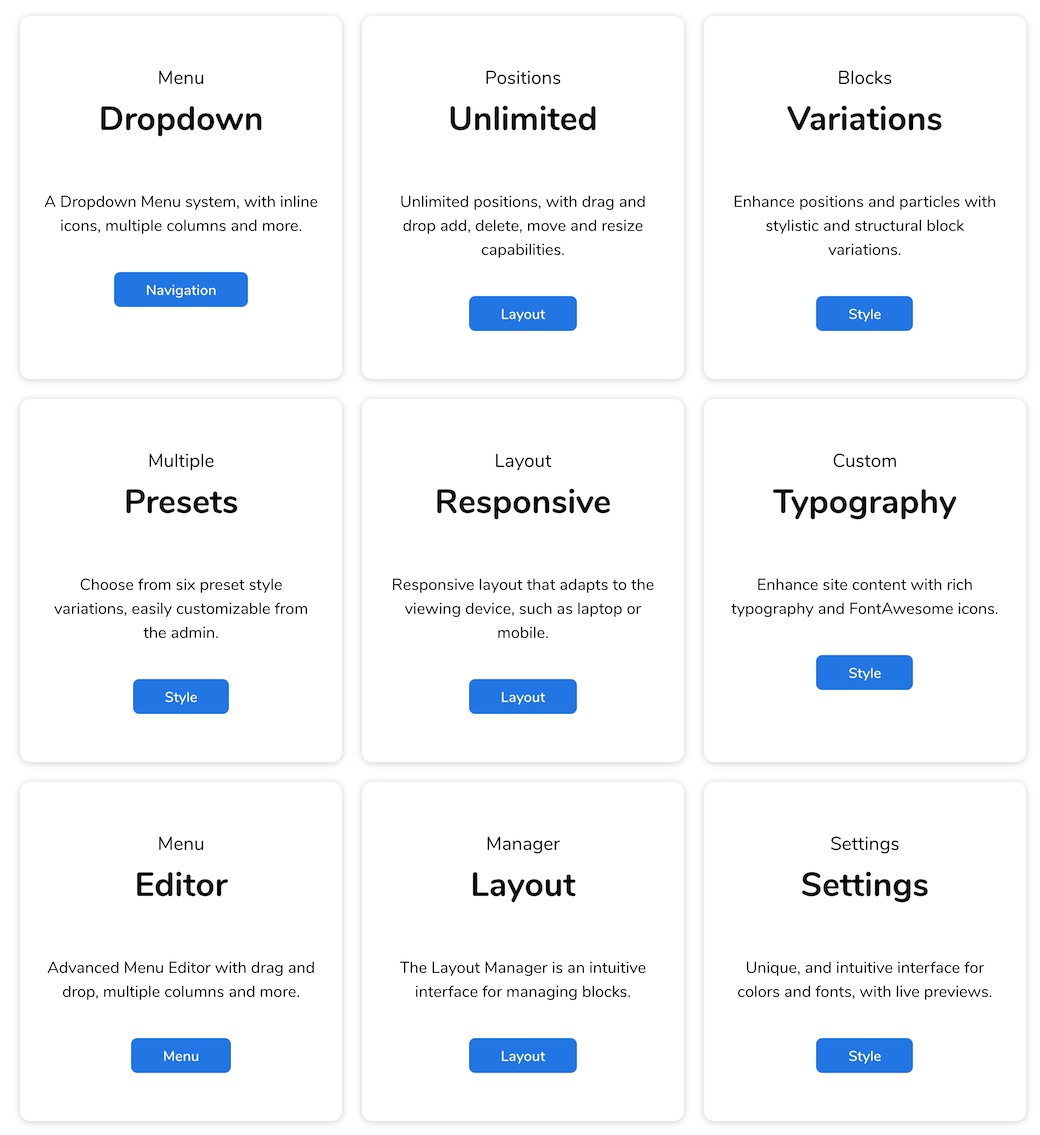 Menu
Dropdown
A Dropdown Menu system, with inline
icons, multiple columns and more.
Navigation
Positions
Unlimited
Unlimited positions, with drag and
drop add, delete, move and resize
capabilities.
Layout
Blocks
Variations
Enhance positions and particles with
stylistic and structural block
variations.
Style
Multiple
Presets
Choose from six preset style
variations, easily customizable from
the admin.
Style
Layout
Responsive
Responsive layout that adapts to the
viewing device, such as laptop or
mobile.
Layout
Custom
Typography
Enhance site content with rich
typography and FontAwesome icons.
Style
Menu
Editor
Advanced Menu Editor with drag and
drop, multiple columns and more.
Menu
Manager
Layout
The Layout Manager is an intuitive
interface for managing blocks.
Layout
Settings
Settings
Unique, and intuitive interface for
colors and fonts, with live previews.
Style